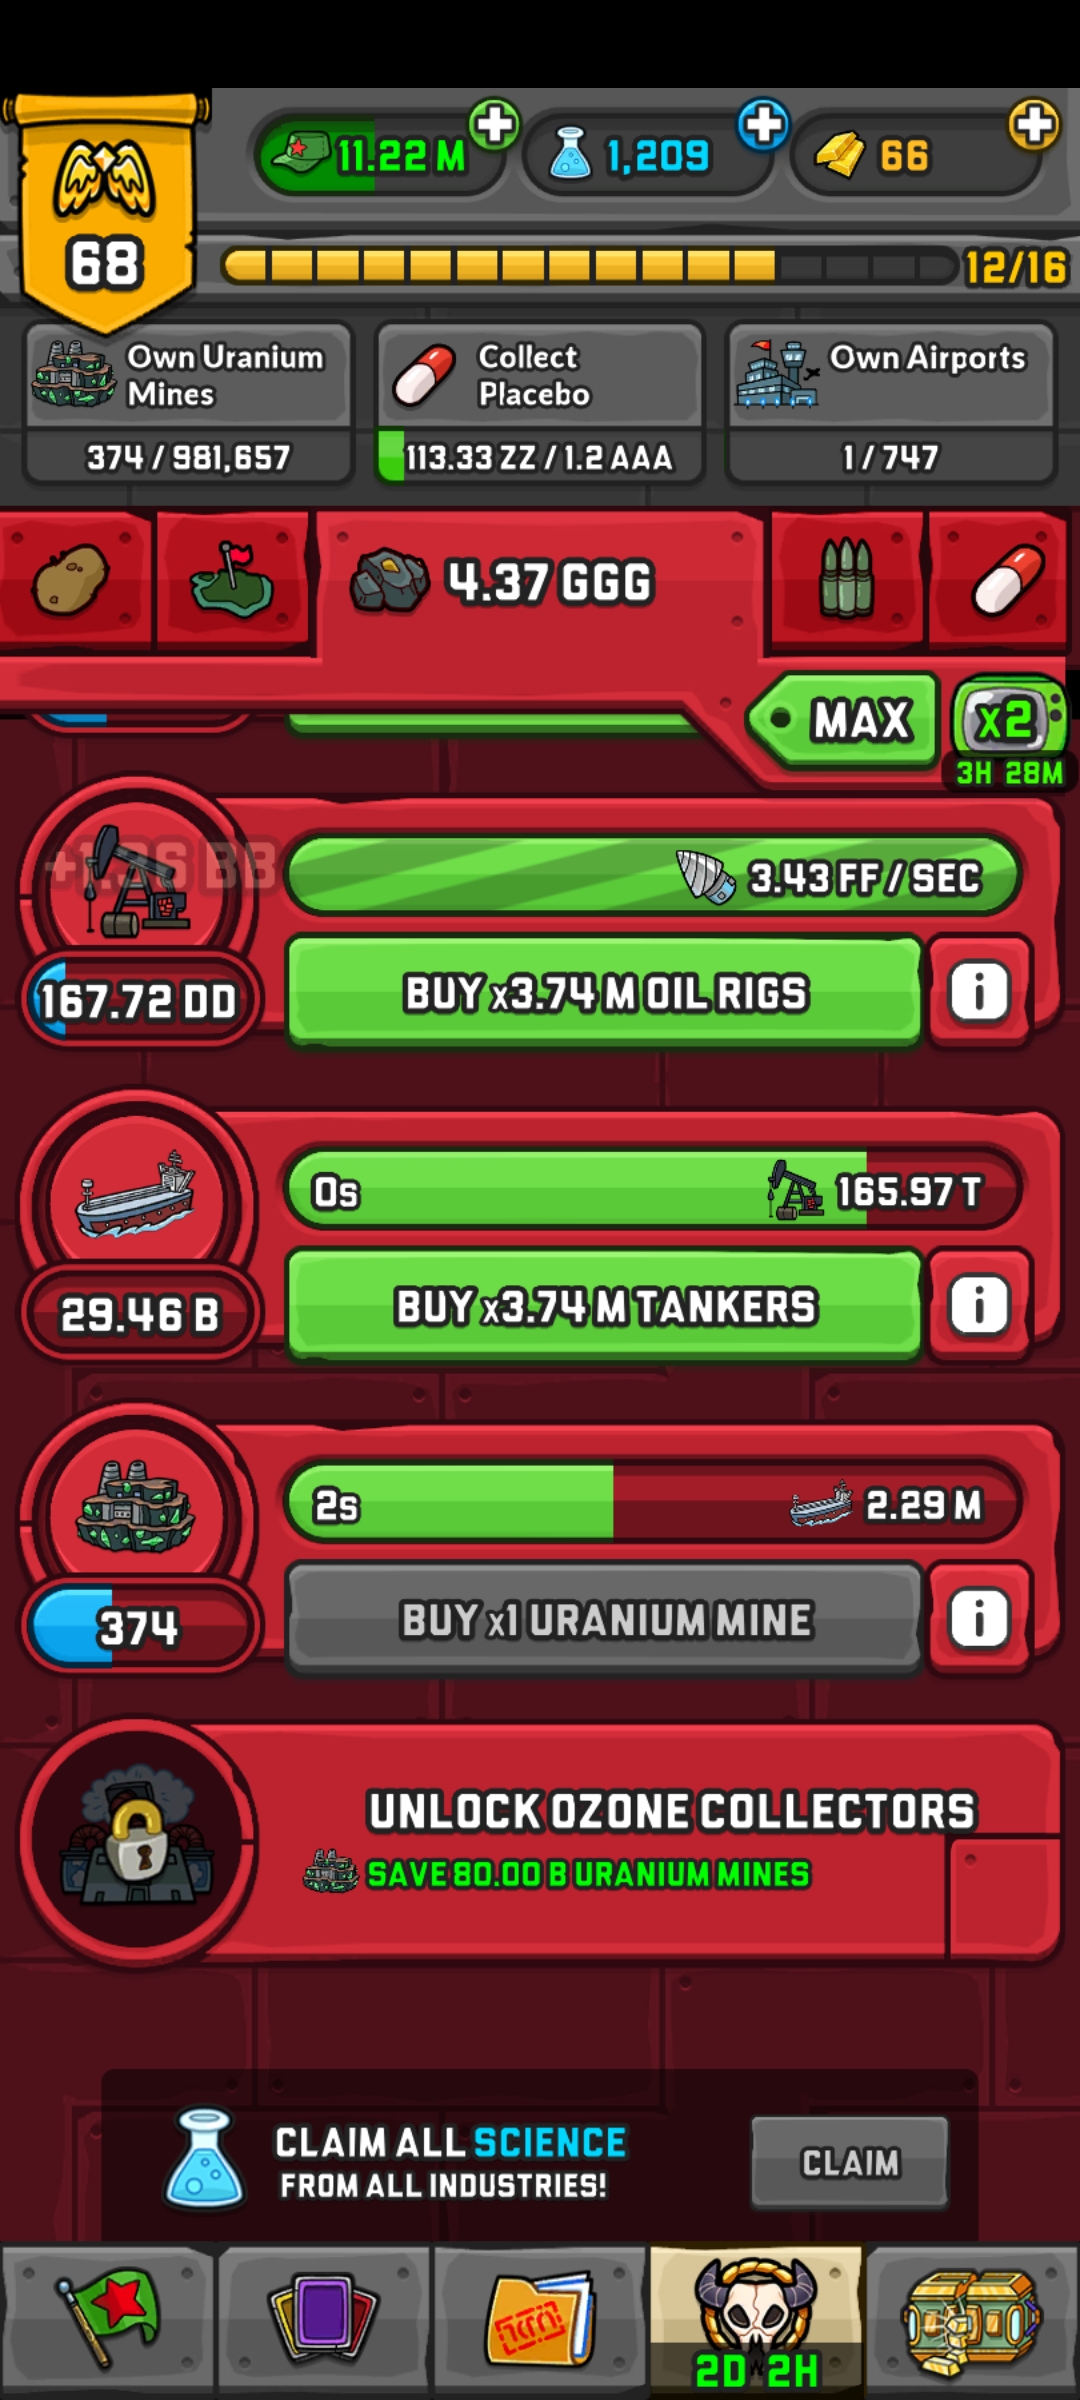 11.22 M
1,209
66
68
12/16
Own Uranium
Mines
374 / 981,657
Collect
Placebo
113.33 ZZ / 1.2 AAA
Own Airports
1 / 747
4.37 GGG
MAX
x2
3H 28M
+1.36 BB
3.43 FF / SEC
167.72 DD
BUY x3.74 M OIL RIGS
i
0s
165.97 T
29.46 B
BUY x3.74 M TANKERS
i
2s
2.29 M
374
BUY x1 URANIUM MINE
i
UNLOCK OZONE COLLECTORS
SAVE 80.00 B URANIUM MINES
CLAIM ALL SCIENCE
FROM ALL INDUSTRIES!
CLAIM
2D 2H